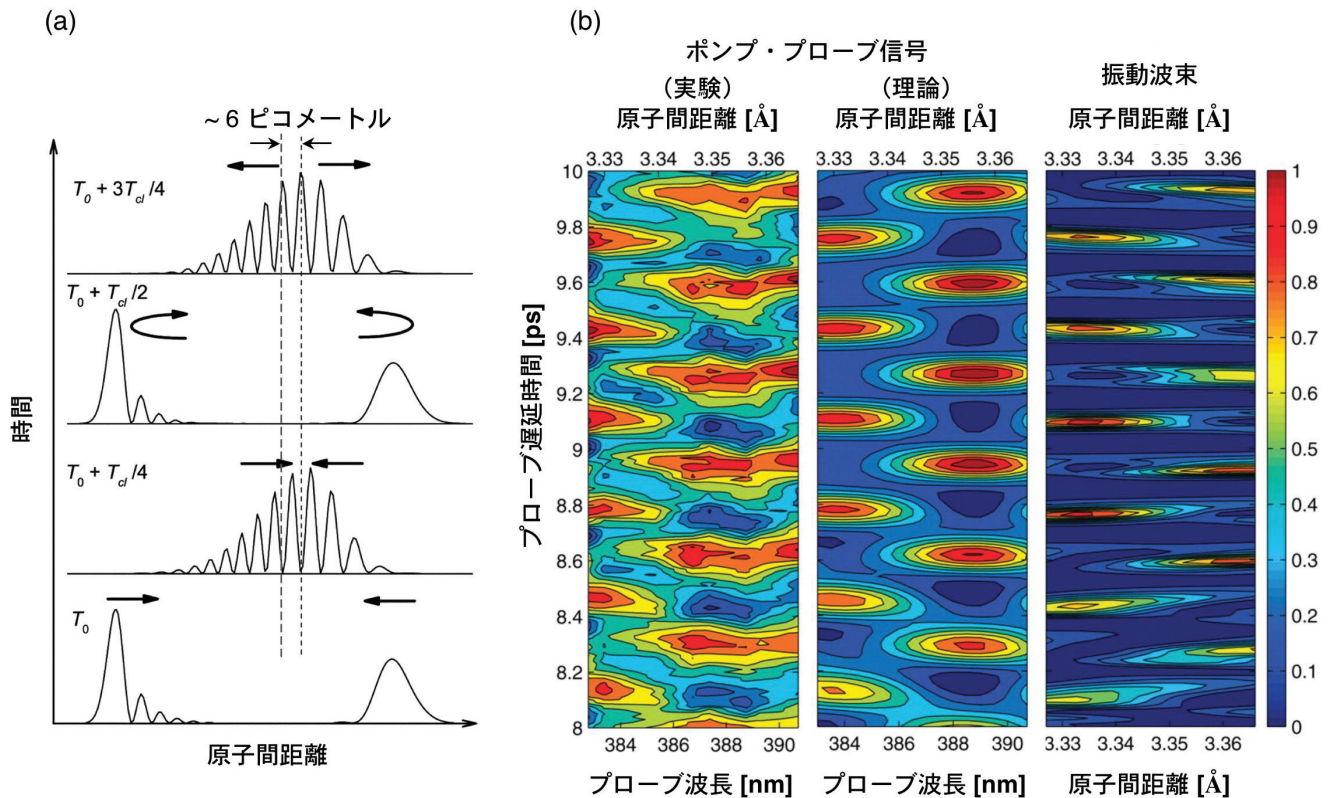 (a)
~6 ピコメートル
T0 + 3Tcl/4
T0 + Tcl/2
T0 + Tcl/4
T0
時間
原子間距離
(b)
ポンプ・プローブ信号
(実験)
(理論)
振動波束
原子間距離 [Å]
原子間距離 [Å]
原子間距離 [Å]
3.33 3.34 3.35 3.36
3.33 3.34 3.35 3.36
3.33 3.34 3.35 3.36
プローブ遅延時間 [ps]
10
9.8
9.6
9.4
9.2
9
8.8
8.6
8.4
8.2
8
384 386 388 390
384 386 388 390
3.33 3.34 3.35 3.36
プローブ波長 [nm]
プローブ波長 [nm]
原子間距離 [Å]
1
0.9
0.8
0.7
0.6
0.5
0.4
0.3
0.2
0.1
0